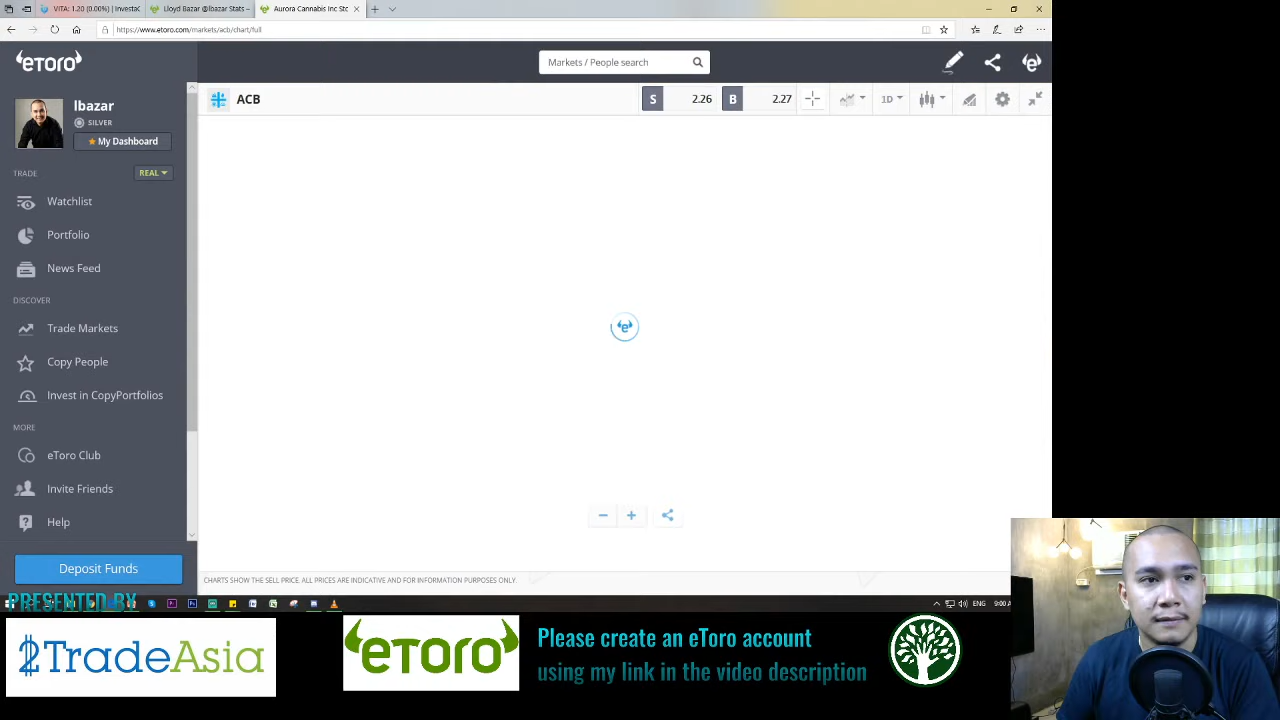 VITA: 1.20 (0.00%) | Investa
Lloyd Bazar @lbazar Stats –
Aurora Cannabis Inc Stc
https://www.etoro.com/markets/acb/chart/full
eToro
Markets / People search
lbazar
SILVER
My Dashboard
ACB
S 2.26
B 2.27
1D
TRADE
REAL
Watchlist
Portfolio
News Feed
DISCOVER
Trade Markets
Copy People
Invest in CopyPortfolios
MORE
eToro Club
Invite Friends
Help
Deposit Funds
CHARTS SHOW THE SELL PRICE. ALL PRICES ARE INDICATIVE AND FOR INFORMATION PURPOSES ONLY.
ENG
9:00
PRESENTED BY
2TradeAsia
eToro
Please create an eToro account
using my link in the video description